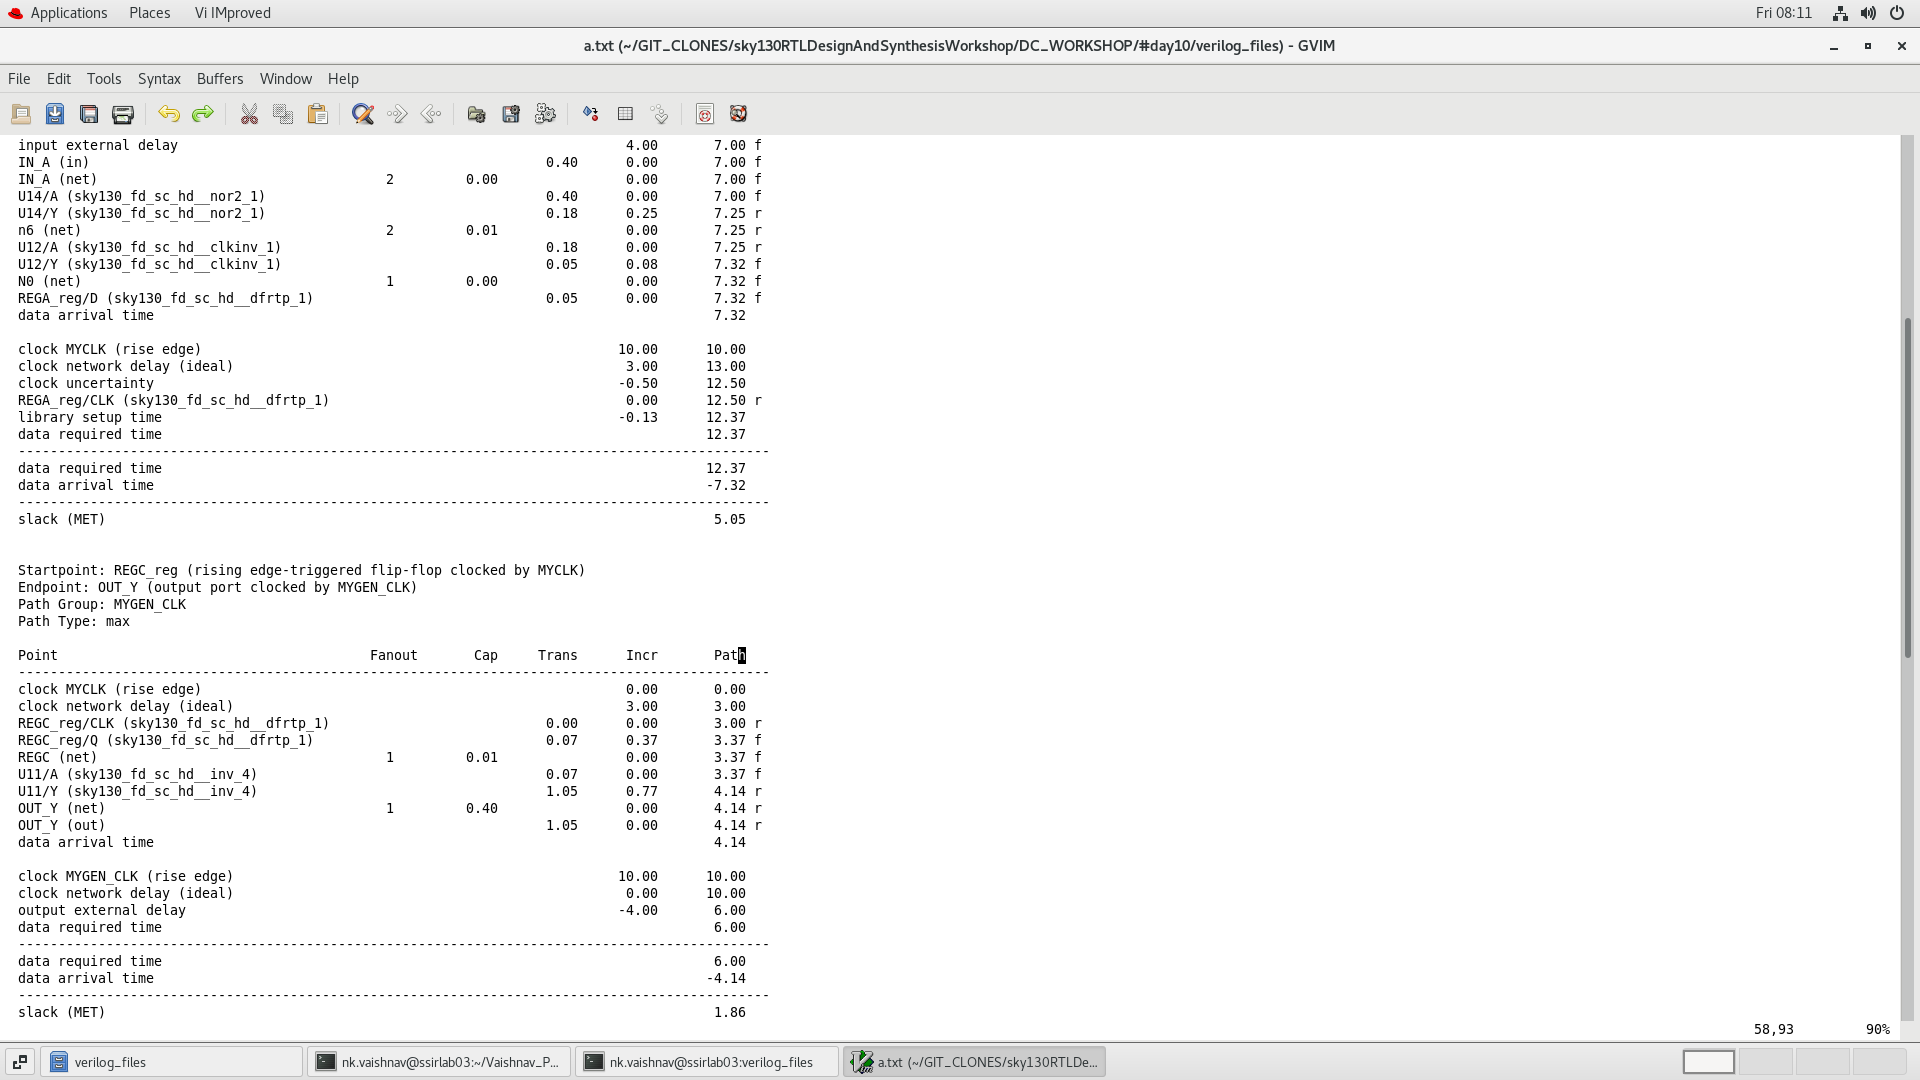 Applications Places Vi IMproved Fri 08:11
a.txt (~/GIT_CLONES/sky130RTLDesignAndSynthesisWorkshop/DC_WORKSHOP/#day10/verilog_files) - GVIM
File Edit Tools Syntax Buffers Window Help
input external delay 4.00 7.00 f
IN_A (in) 0.40 0.00 7.00 f
IN_A (net) 2 0.00 0.00 7.00 f
U14/A (sky130_fd_sc_hd__nor2_1) 0.40 0.00 7.00 f
U14/Y (sky130_fd_sc_hd__nor2_1) 0.18 0.25 7.25 r
n6 (net) 2 0.01 0.00 7.25 r
U12/A (sky130_fd_sc_hd__clkinv_1) 0.18 0.00 7.25 r
U12/Y (sky130_fd_sc_hd__clkinv_1) 0.05 0.08 7.32 f
N0 (net) 1 0.00 0.00 7.32 f
REGA_reg/D (sky130_fd_sc_hd__dfrtp_1) 0.05 0.00 7.32 f
data arrival time 7.32
clock MYCLK (rise edge) 10.00 10.00
clock network delay (ideal) 3.00 13.00
clock uncertainty -0.50 12.50
REGA_reg/CLK (sky130_fd_sc_hd__dfrtp_1) 0.00 12.50 r
library setup time -0.13 12.37
data required time 12.37
----------------------------------------------------------------------------------------------
data required time 12.37
data arrival time -7.32
----------------------------------------------------------------------------------------------
slack (MET) 5.05
Startpoint: REGC_reg (rising edge-triggered flip-flop clocked by MYCLK)
Endpoint: OUT_Y (output port clocked by MYGEN_CLK)
Path Group: MYGEN_CLK
Path Type: max
Point Fanout Cap Trans Incr Path
----------------------------------------------------------------------------------------------
clock MYCLK (rise edge) 0.00 0.00
clock network delay (ideal) 3.00 3.00
REGC_reg/CLK (sky130_fd_sc_hd__dfrtp_1) 0.00 0.00 3.00 r
REGC_reg/Q (sky130_fd_sc_hd__dfrtp_1) 0.07 0.37 3.37 f
REGC (net) 1 0.01 0.00 3.37 f
U11/A (sky130_fd_sc_hd__inv_4) 0.07 0.00 3.37 f
U11/Y (sky130_fd_sc_hd__inv_4) 1.05 0.77 4.14 r
OUT_Y (net) 1 0.40 0.00 4.14 r
OUT_Y (out) 1.05 0.00 4.14 r
data arrival time 4.14
clock MYGEN_CLK (rise edge) 10.00 10.00
clock network delay (ideal) 0.00 10.00
output external delay -4.00 6.00
data required time 6.00
----------------------------------------------------------------------------------------------
data required time 6.00
data arrival time -4.14
----------------------------------------------------------------------------------------------
slack (MET) 1.86
58,93 90%
verilog_files nk.vaishnav@ssirlab03:~/Vaishnav_P... nk.vaishnav@ssirlab03:verilog_files a.txt (~/GIT_CLONES/sky130RTLDe...